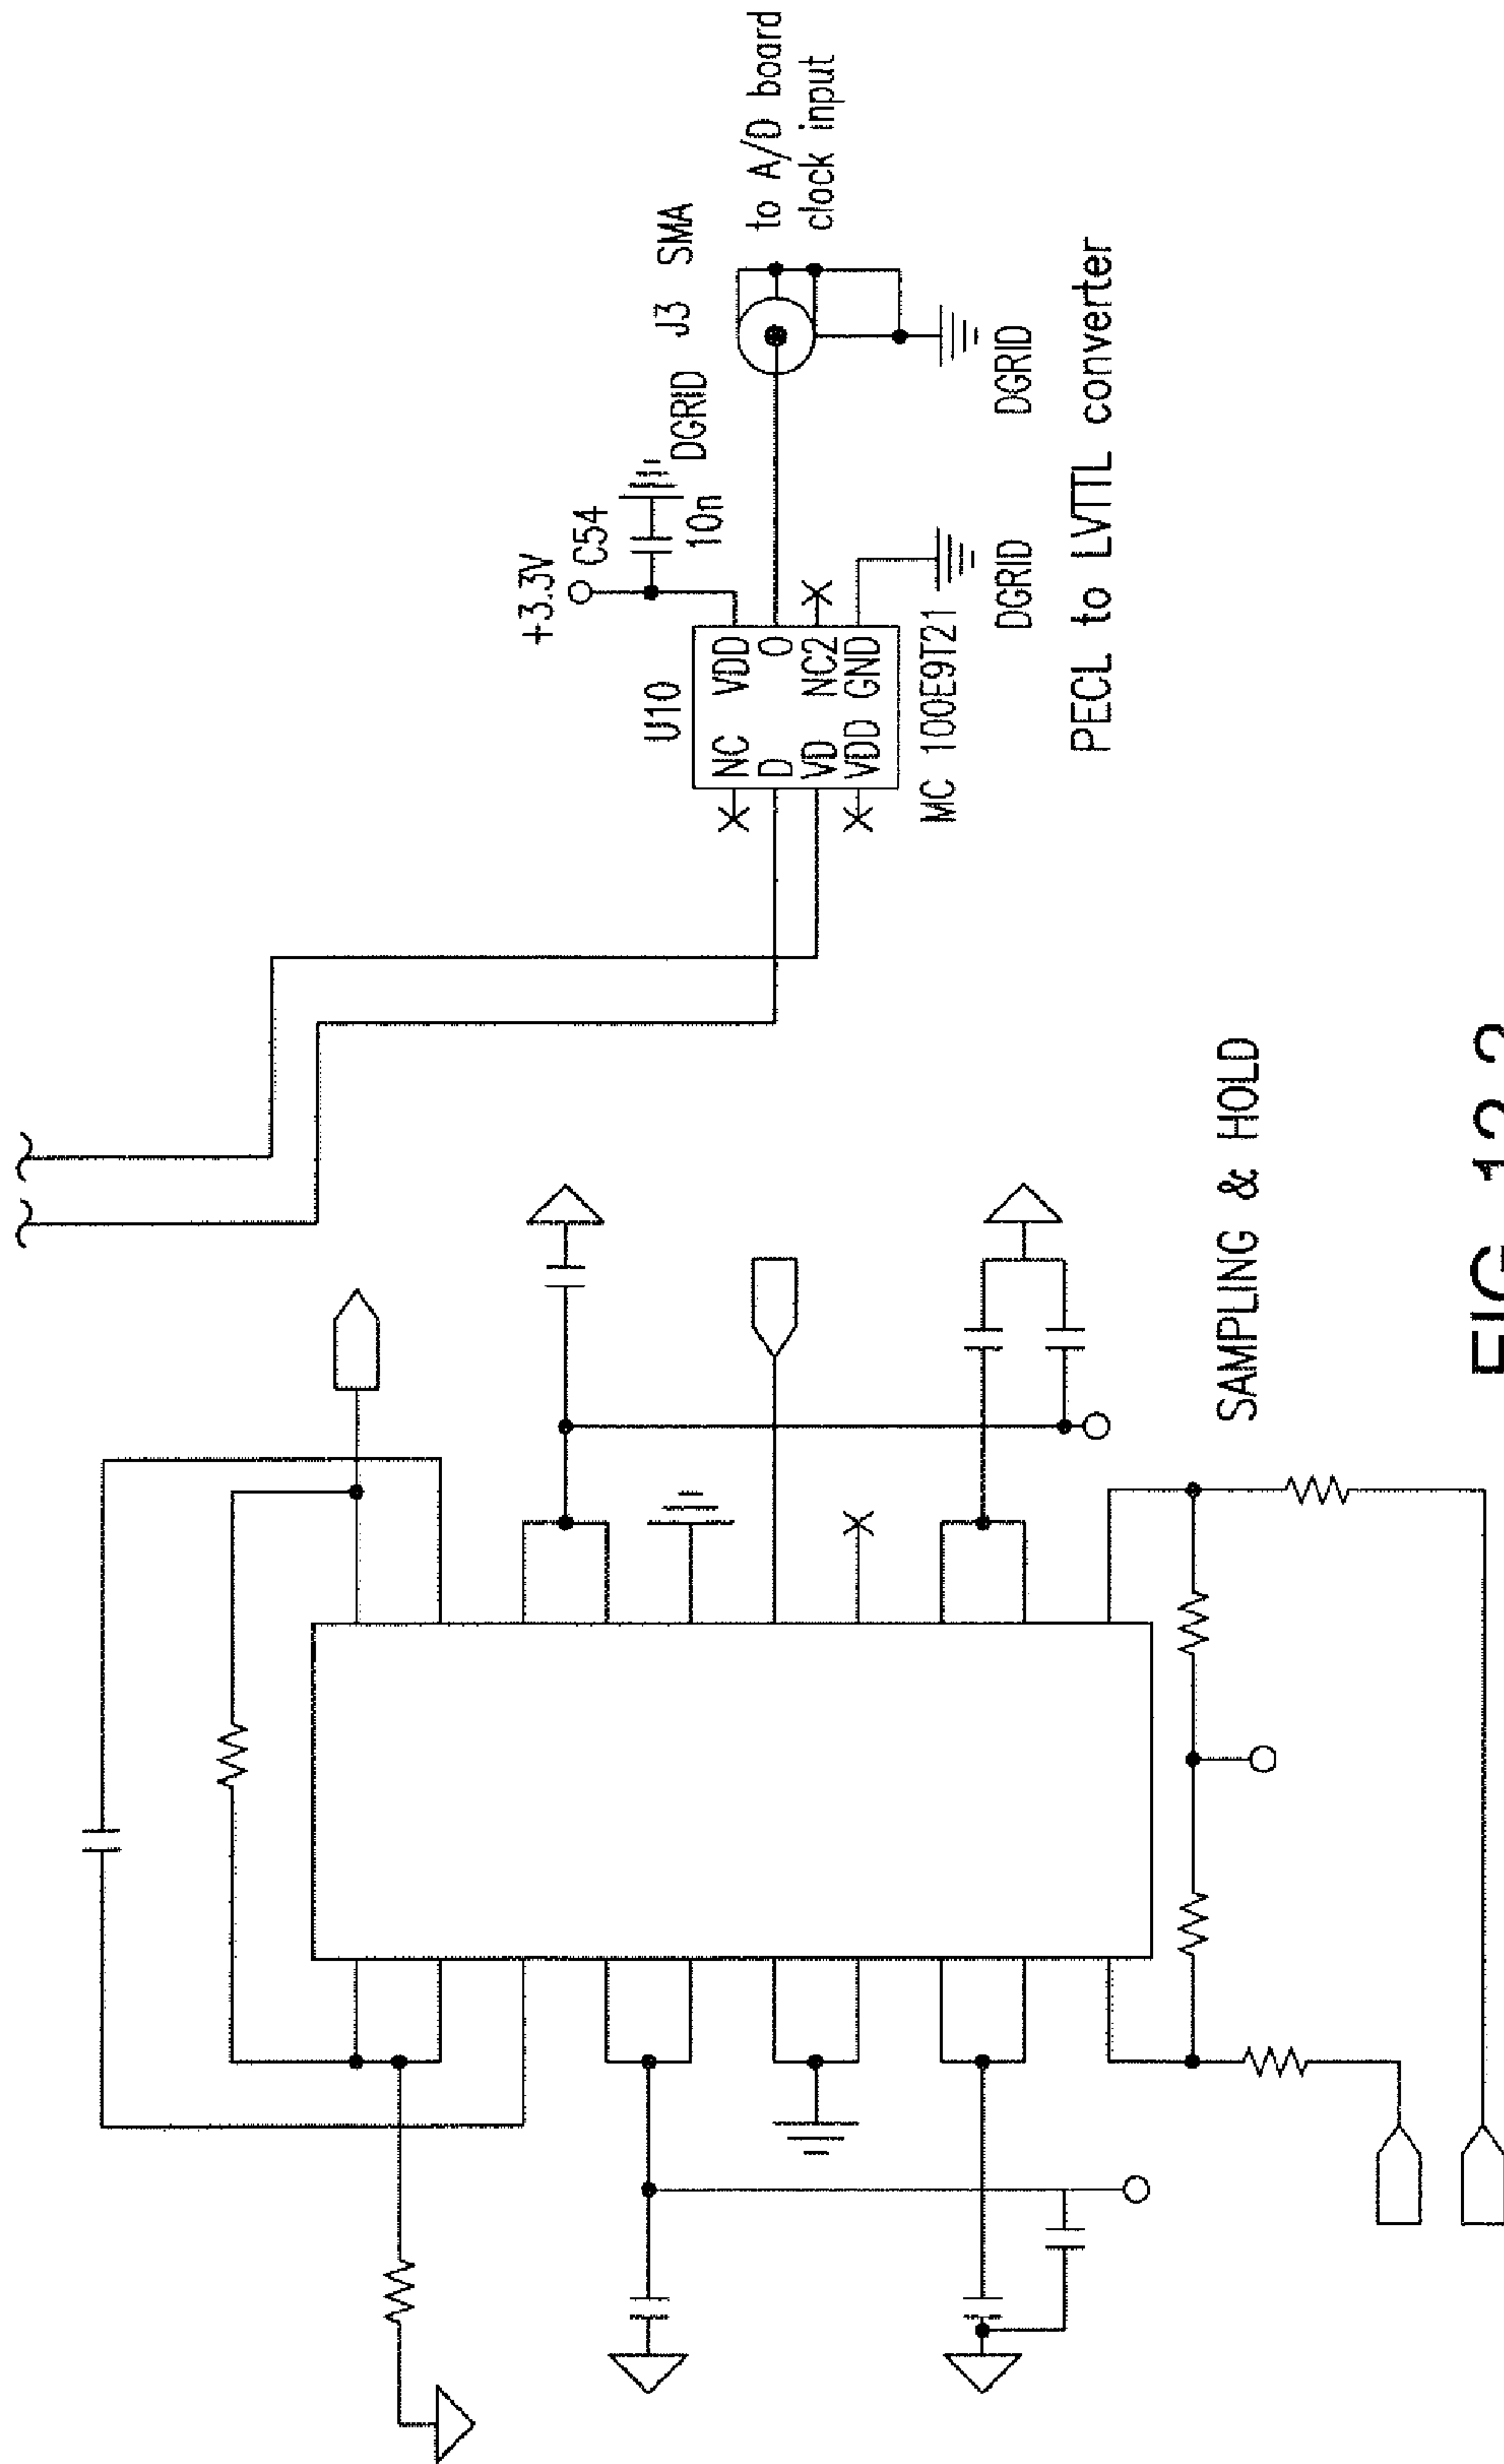 +3.3V
C54
10n
DGRID
J3 SMA
to A/D board
clock input
U10
NC VDD
D O
VD NC2
VDD GND
MC 100E9T21
DGRID
DGRID
PECL to LVTTL converter
SAMPLING & HOLD